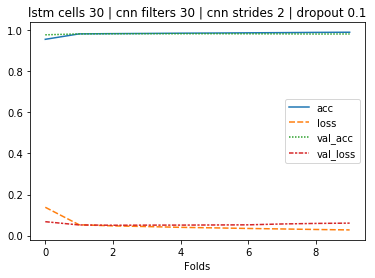 lstm cells 30 | cnn filters 30 | cnn strides 2 | dropout 0.1
1.0
0.8
0.6
0.4
0.2
0.0
acc
loss
val_acc
val_loss
0 2 4 6 8
Folds